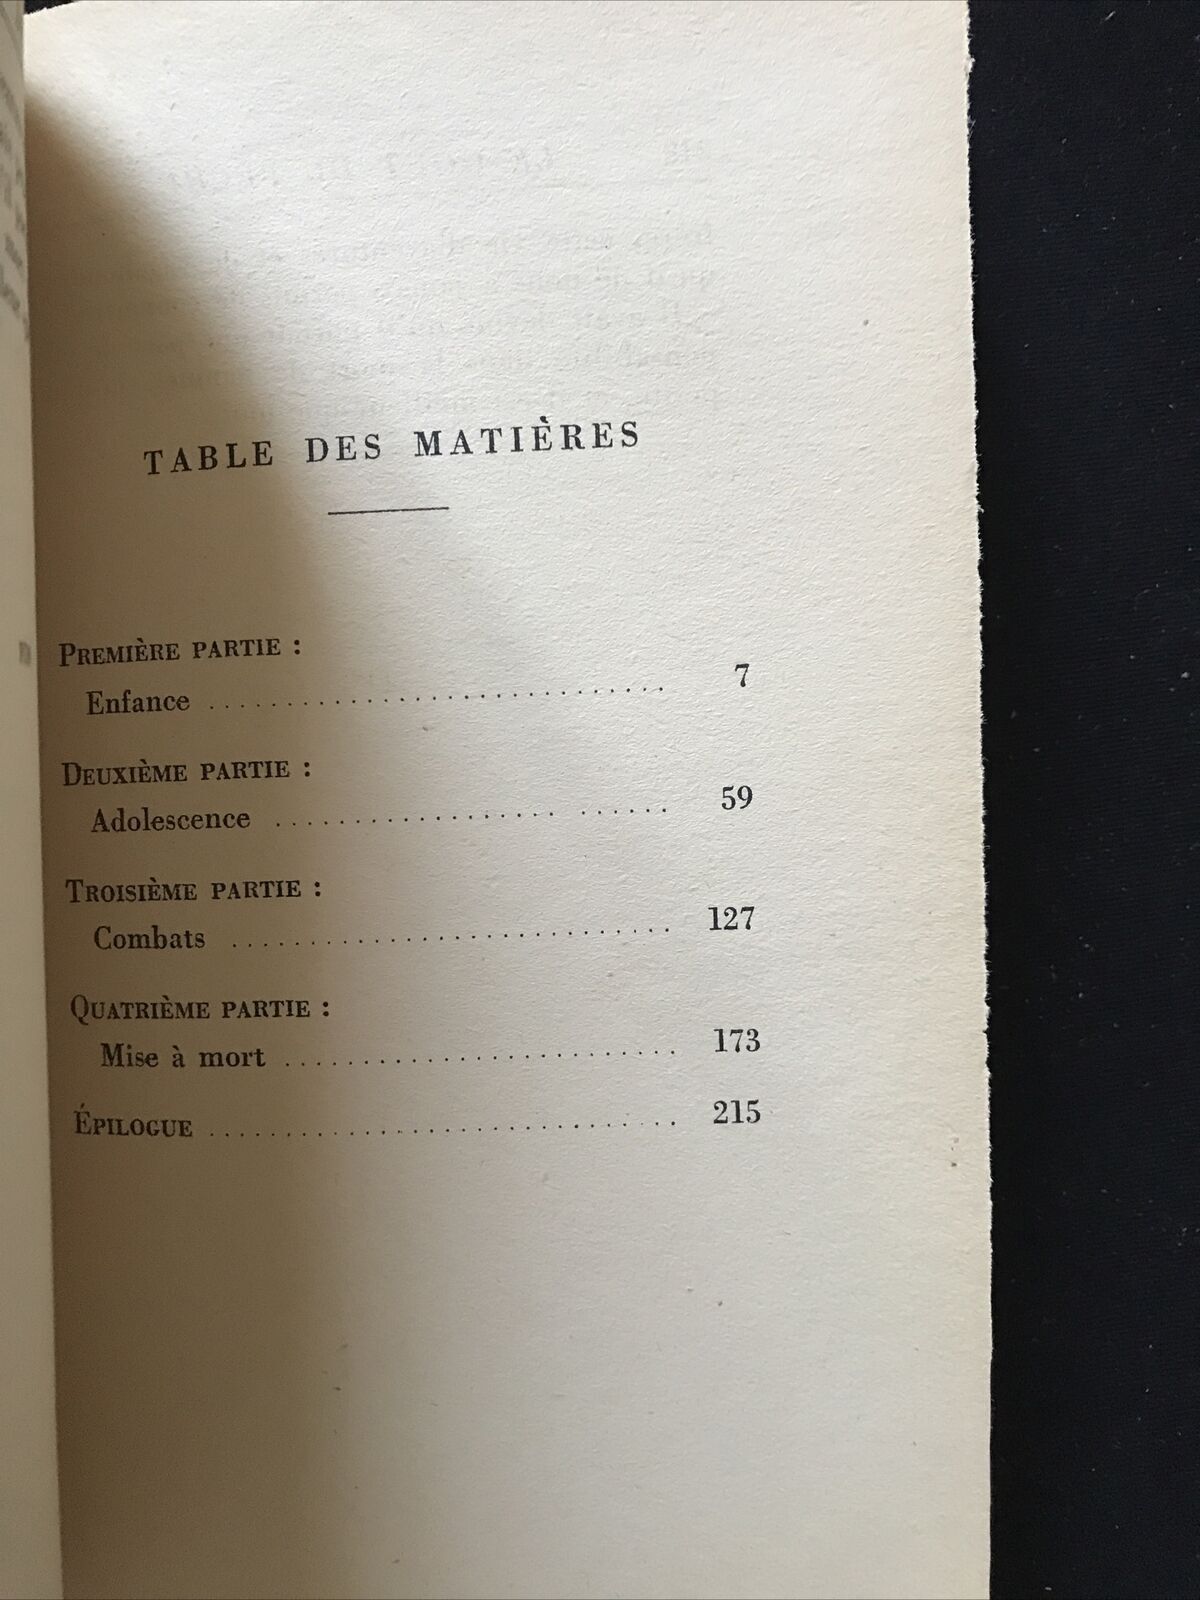 TABLE DES MATIÈRES
PREMIÈRE PARTIE :
Enfance ........................... 7
DEUXIÈME PARTIE :
Adolescence ........................ 59
TROISIÈME PARTIE :
Combats ............................ 127
QUATRIÈME PARTIE :
Mise à mort ......................... 173
ÉPILOGUE .............................. 215